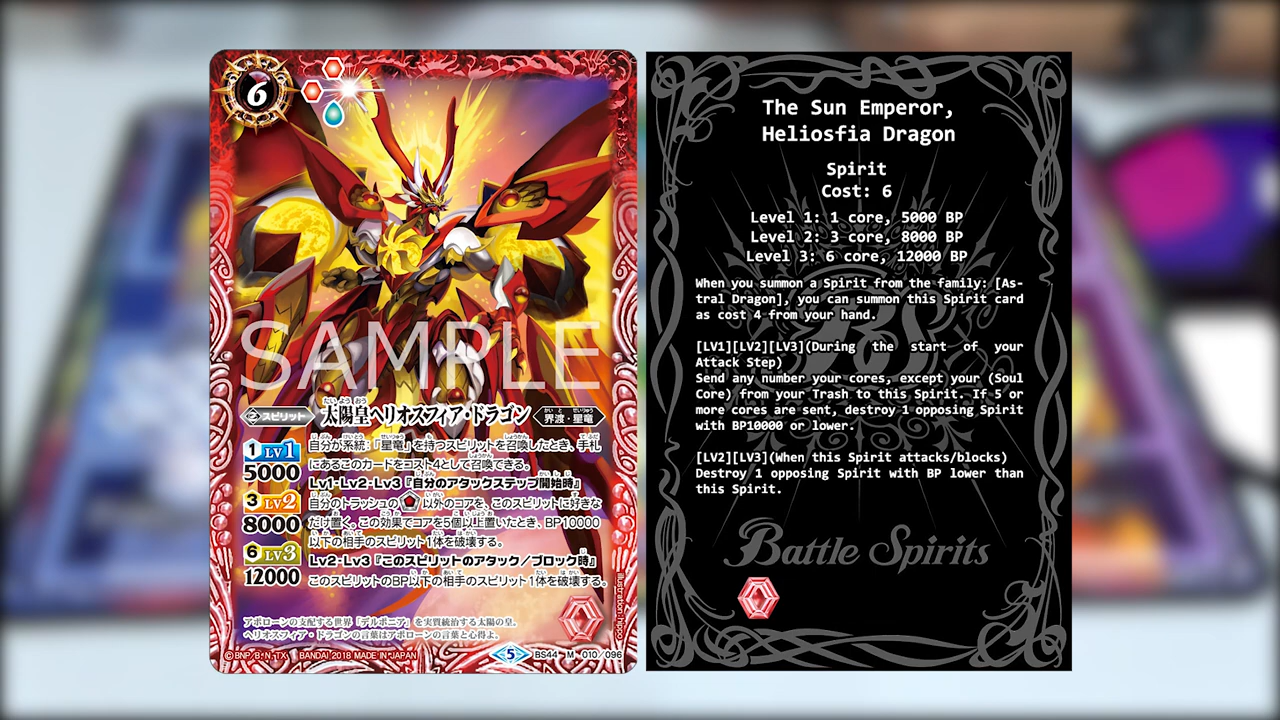 6
SAMPLE
スピリット
太陽皇ヘリオスフィア・ドラゴン
たいようおう
界渡・星竜
かいと せいりゅう
1 LV1
5000
3 LV2
8000
6 LV3
12000
自分が系統:「星竜」を持つスピリットを召喚したとき、手札
にあるこのカードをコスト4として召喚できる。
Lv1・Lv2・Lv3『自分のアタックステップ開始時』
自分のトラッシュの以外のコアを、このスピリットに好きな
だけ置く。この効果でコアを5個以上置いたとき、BP10000
以下の相手のスピリット1体を破壊する。
Lv2・Lv3『このスピリットのアタック/ブロック時』
このスピリットのBP以下の相手のスピリット1体を破壊する。
アポローンの支配する世界「デルポニア」を実質統治する太陽の皇。
ヘリオスフィア・ドラゴンの言葉はアポローンの言葉と心得よ。
illustration: hippo
©BNP/B・N・TX BANDAI 2018 MADE IN JAPAN
5
BS44 M 010/096
The Sun Emperor,
Heliosfia Dragon
Spirit
Cost: 6
Level 1: 1 core, 5000 BP
Level 2: 3 core, 8000 BP
Level 3: 6 core, 12000 BP
When you summon a Spirit from the family: [As-
tral Dragon], you can summon this Spirit card
as cost 4 from your hand.
[LV1][LV2][LV3](During the start of your
Attack Step)
Send any number your cores, except your (Soul
Core) from your Trash to this Spirit. If 5 or
more cores are sent, destroy 1 opposing Spirit
with BP10000 or lower.
[LV2][LV3](When this Spirit attacks/blocks)
Destroy 1 opposing Spirit with BP lower than
this Spirit.
Battle Spirits